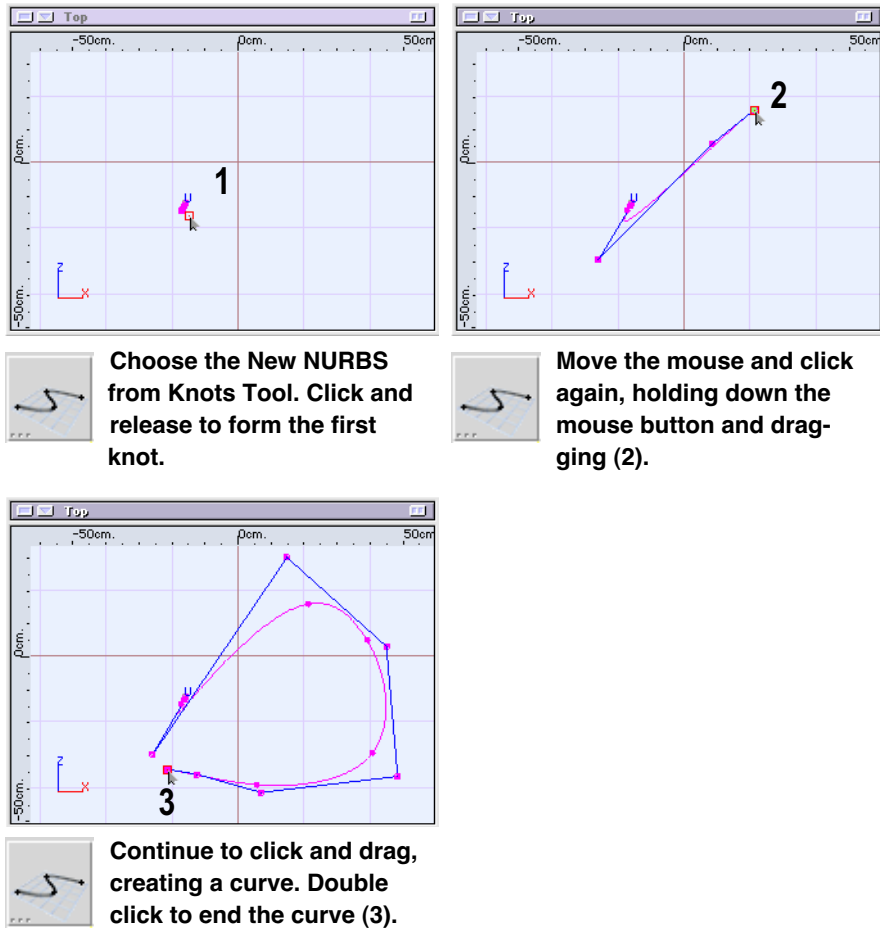 Top
-50cm. 0cm. 50cm
0cm.
1
U
Z
X
-50cm.
Choose the New NURBS
from Knots Tool. Click and
release to form the first
knot.
Top
-50cm. 0cm. 50cm
0cm.
2
U
Z
X
-50cm.
Move the mouse and click
again, holding down the
mouse button and drag-
ging (2).
Top
-50cm. 0cm. 50cm
0cm.
U
Z
X
3
-50cm.
Continue to click and drag,
creating a curve. Double
click to end the curve (3).